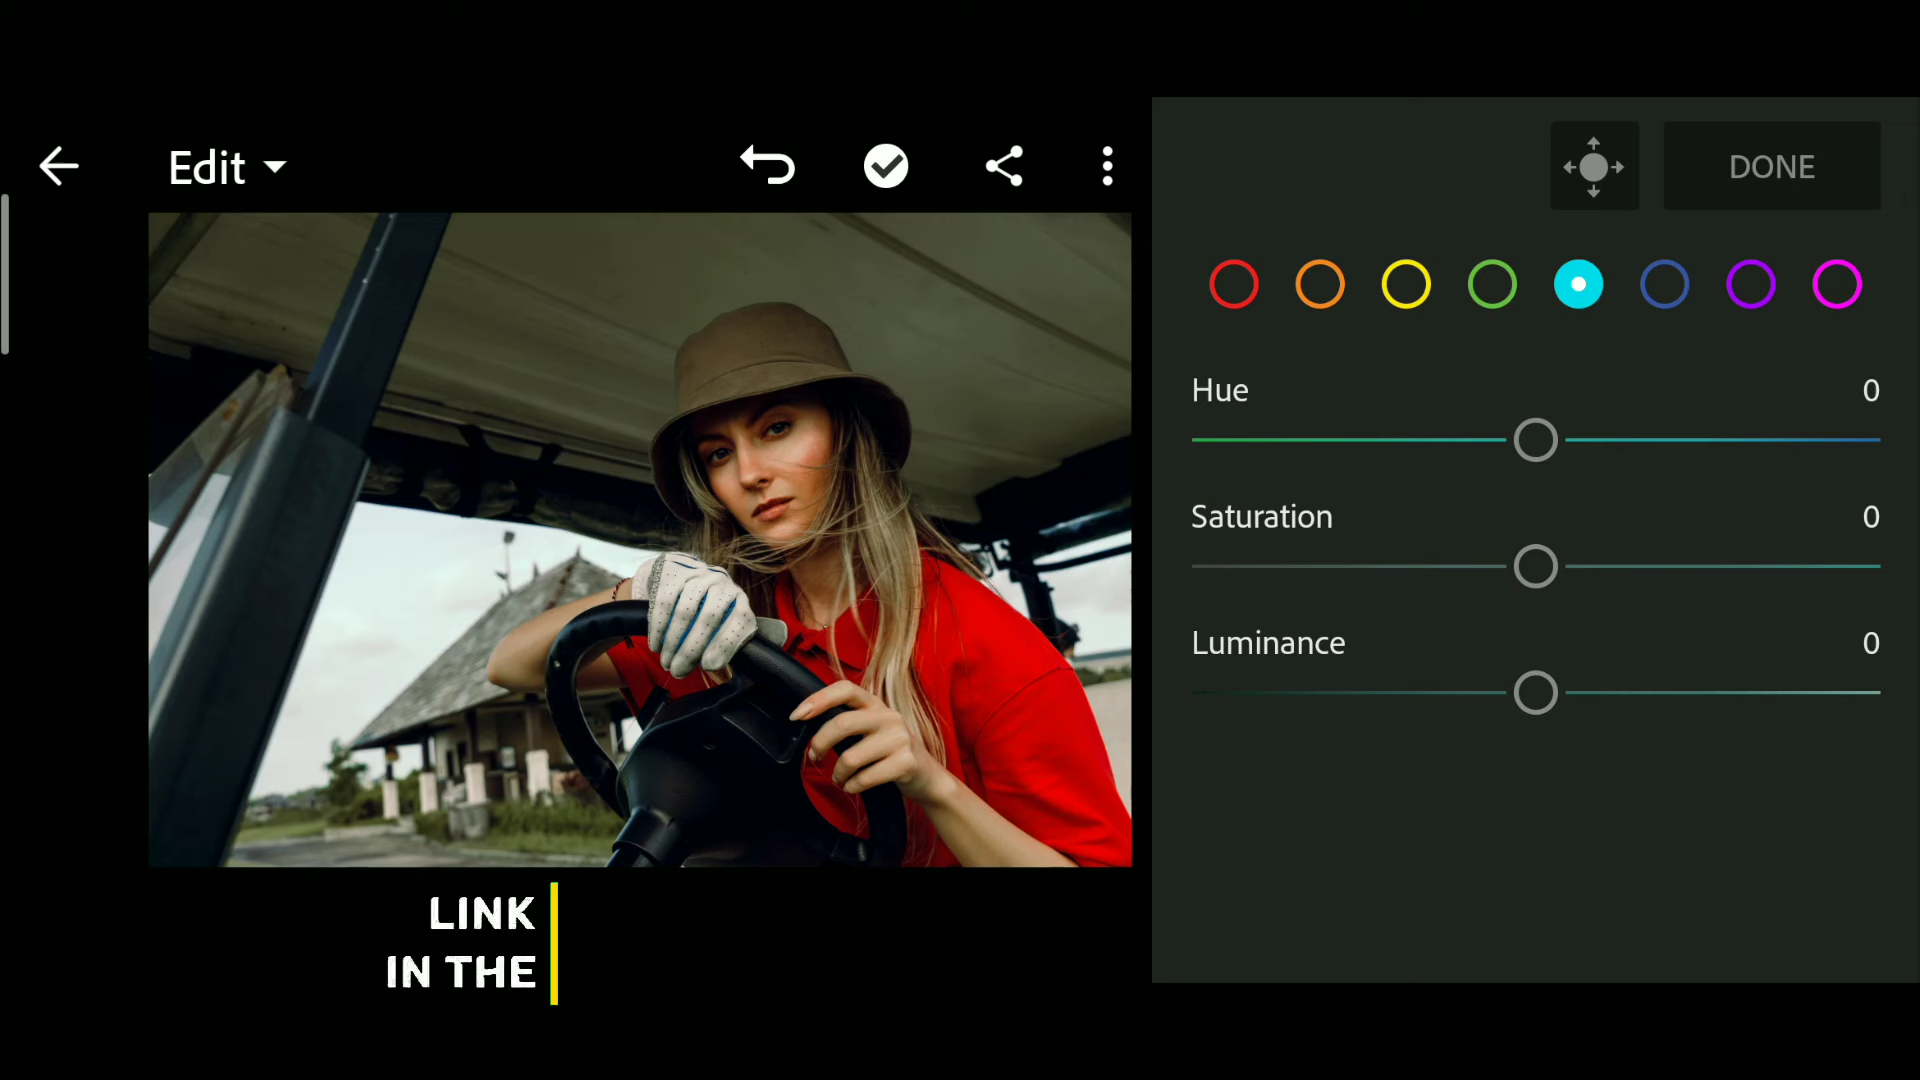 Edit
DONE
Hue 0
Saturation 0
Luminance 0
LINK
IN THE